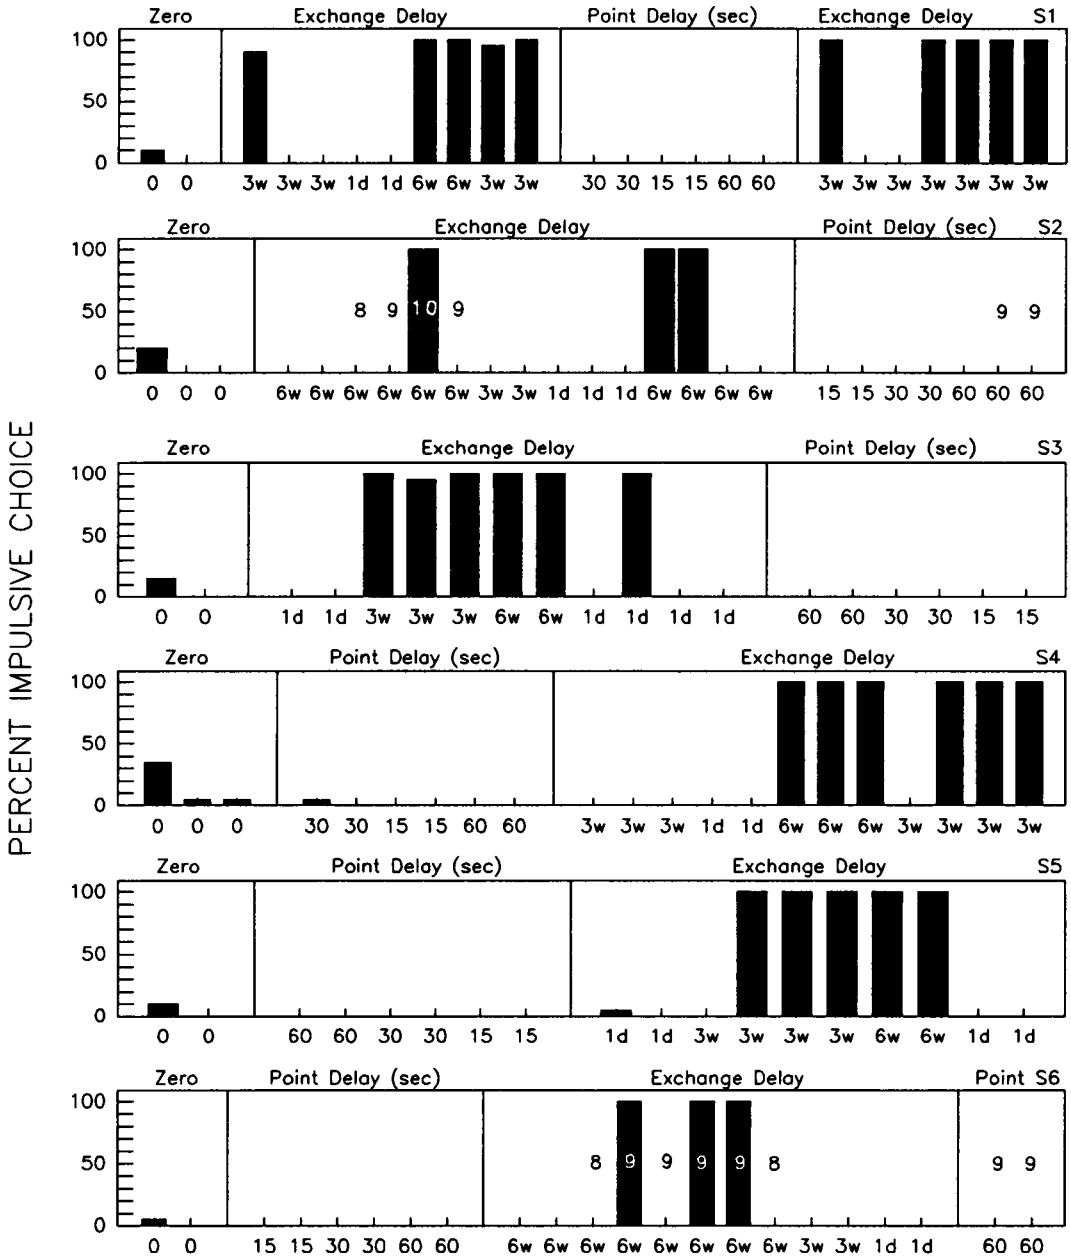 Zero Exchange Delay Point Delay (sec) Exchange Delay S1
100
50
0
0 0 3w 3w 3w 1d 1d 6w 6w 3w 3w 30 30 15 15 60 60 3w 3w 3w 3w 3w 3w 3w
Zero Exchange Delay Point Delay (sec) S2
100
50 8 9 10 9 9 9
0
0 0 0 6w 6w 6w 6w 6w 6w 3w 3w 1d 1d 1d 6w 6w 6w 6w 15 15 30 30 60 60 60
PERCENT IMPULSIVE CHOICE
Zero Exchange Delay Point Delay (sec) S3
100
50
0
0 0 1d 1d 3w 3w 3w 6w 6w 1d 1d 1d 1d 60 60 30 30 15 15
Zero Point Delay (sec) Exchange Delay S4
100
50
0
0 0 0 30 30 15 15 60 60 3w 3w 3w 1d 1d 6w 6w 6w 3w 3w 3w 3w
Zero Point Delay (sec) Exchange Delay S5
100
50
0
0 0 60 60 30 30 15 15 1d 1d 3w 3w 3w 3w 6w 6w 1d 1d
Zero Point Delay (sec) Exchange Delay Point S6
100
50 8 9 9 9 9 8 9 9
0
0 0 15 15 30 30 60 60 6w 6w 6w 6w 6w 6w 6w 6w 3w 3w 1d 1d 60 60